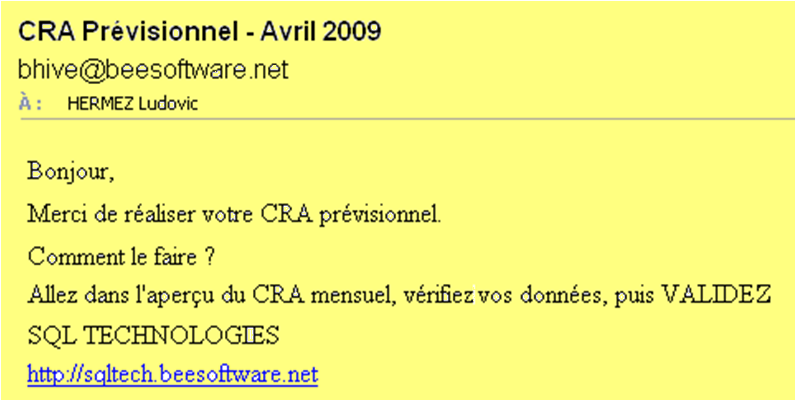 CRA Prévisionnel - Avril 2009
bhive@beesoftware.net
À : HERMEZ Ludovic
Bonjour,
Merci de réaliser votre CRA prévisionnel.
Comment le faire ?
Allez dans l'aperçu du CRA mensuel, vérifiez vos données, puis VALIDEZ
SQL TECHNOLOGIES
http://sqltech.beesoftware.net